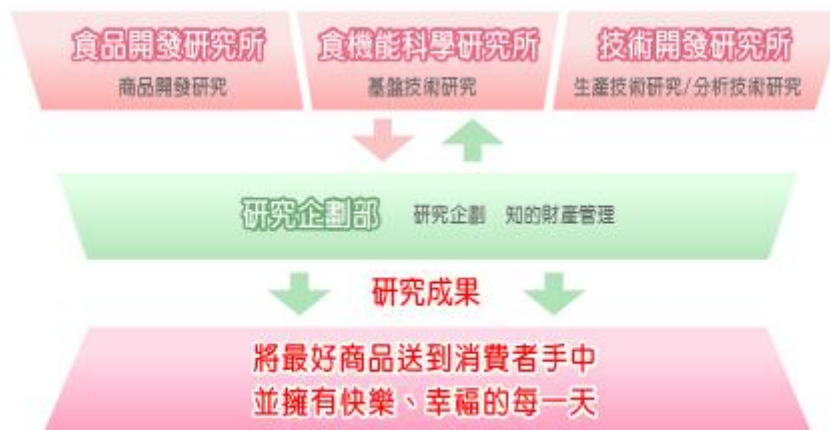 食品開發研究所
商品開發研究
食機能科學研究所
基盤技術研究
技術開發研究所
生產技術研究/分析技術研究
研究企劃部 研究企劃 知的財產管理
研究成果
將最好商品送到消費者手中
並擁有快樂、幸福的每一天